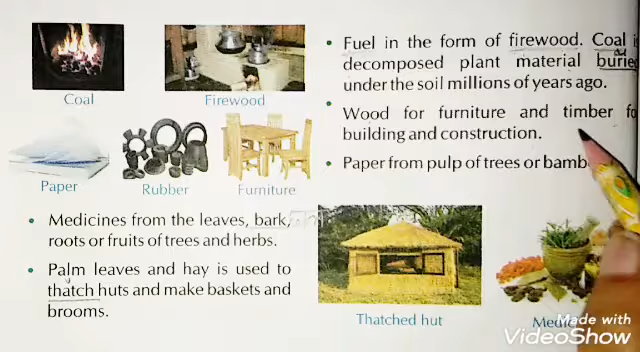 Coal
Firewood
Paper
Rubber
Furniture
• Medicines from the leaves, bark,
roots or fruits of trees and herbs.
• Palm leaves and hay is used to
thatch huts and make baskets and
brooms.
• Fuel in the form of firewood. Coal
decomposed plant material
under the soil millions of years ago.
• Wood for furniture and timber
building and construction.
• Paper from pulp of trees or
Thatched hut
Made with
VideoShow